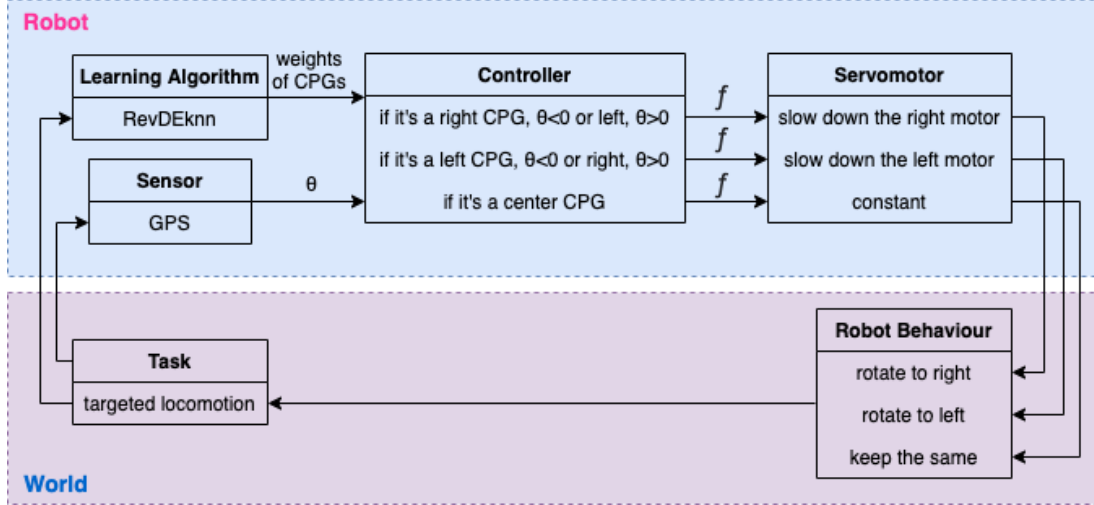 Robot
Learning Algorithm
RevDEknn
weights
of CPGs
Controller
if it's a right CPG, θ<0 or left, θ>0
if it's a left CPG, θ<0 or right, θ>0
if it's a center CPG
f
f
f
Servomotor
slow down the right motor
slow down the left motor
constant
Sensor
GPS
θ
Task
targeted locomotion
Robot Behaviour
rotate to right
rotate to left
keep the same
World